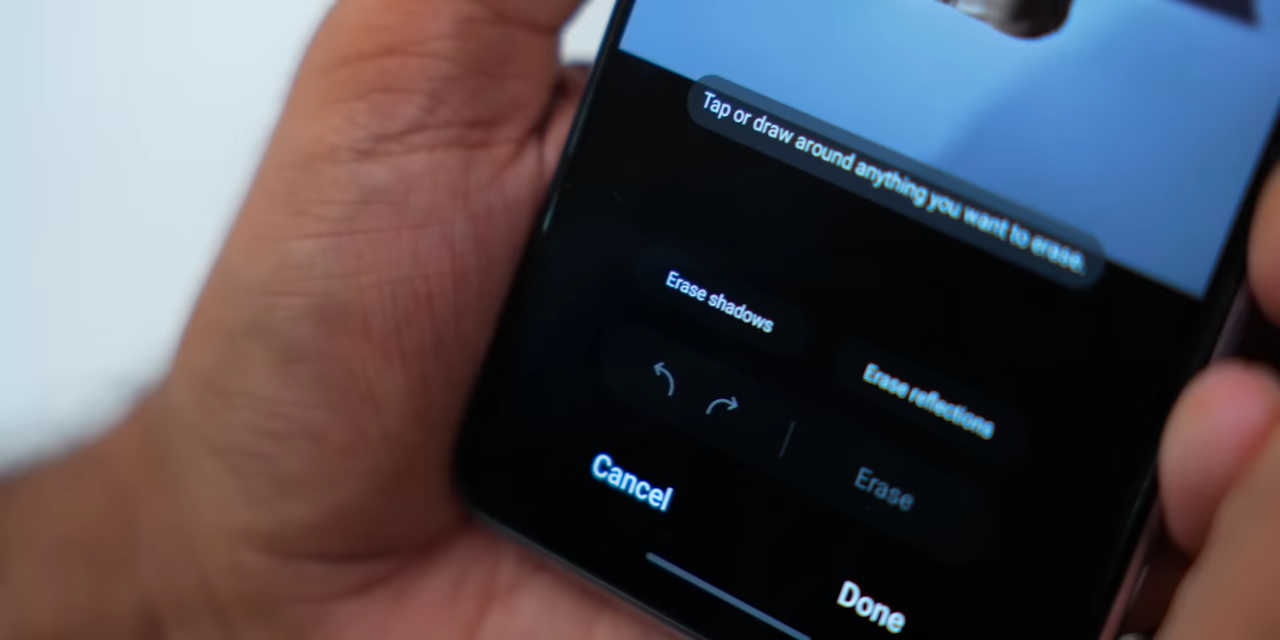 Tap or draw around anything you want to erase.
Erase shadows
Erase reflections
Erase
Cancel
Done